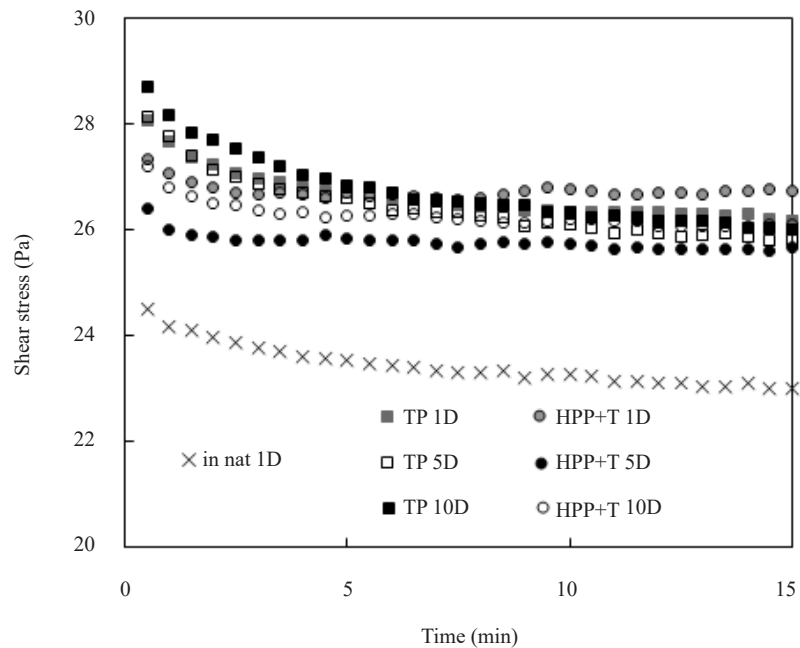 30
28
26
24
22
20
Shear stress (Pa)
TP 1D
HPP+T 1D
in nat 1D
TP 5D
HPP+T 5D
TP 10D
HPP+T 10D
0
5
10
15
Time (min)